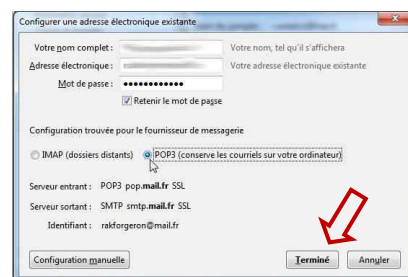 Configurer une adresse électronique existante
Votre nom complet : Votre nom, tel qu'il s'affichera
Adresse électronique : Votre adresse électronique existante
Mot de passe : ••••••••••••
Retenir le mot de passe
Configuration trouvée pour le fournisseur de messagerie
IMAP (dossiers distants) POP3 (conserve les courriels sur votre ordinateur)
Serveur entrant : POP3 pop.mail.fr SSL
Serveur sortant : SMTP smtp.mail.fr SSL
Identifiant : rakforgeron@mail.fr
Configuration manuelle Terminé Annuler